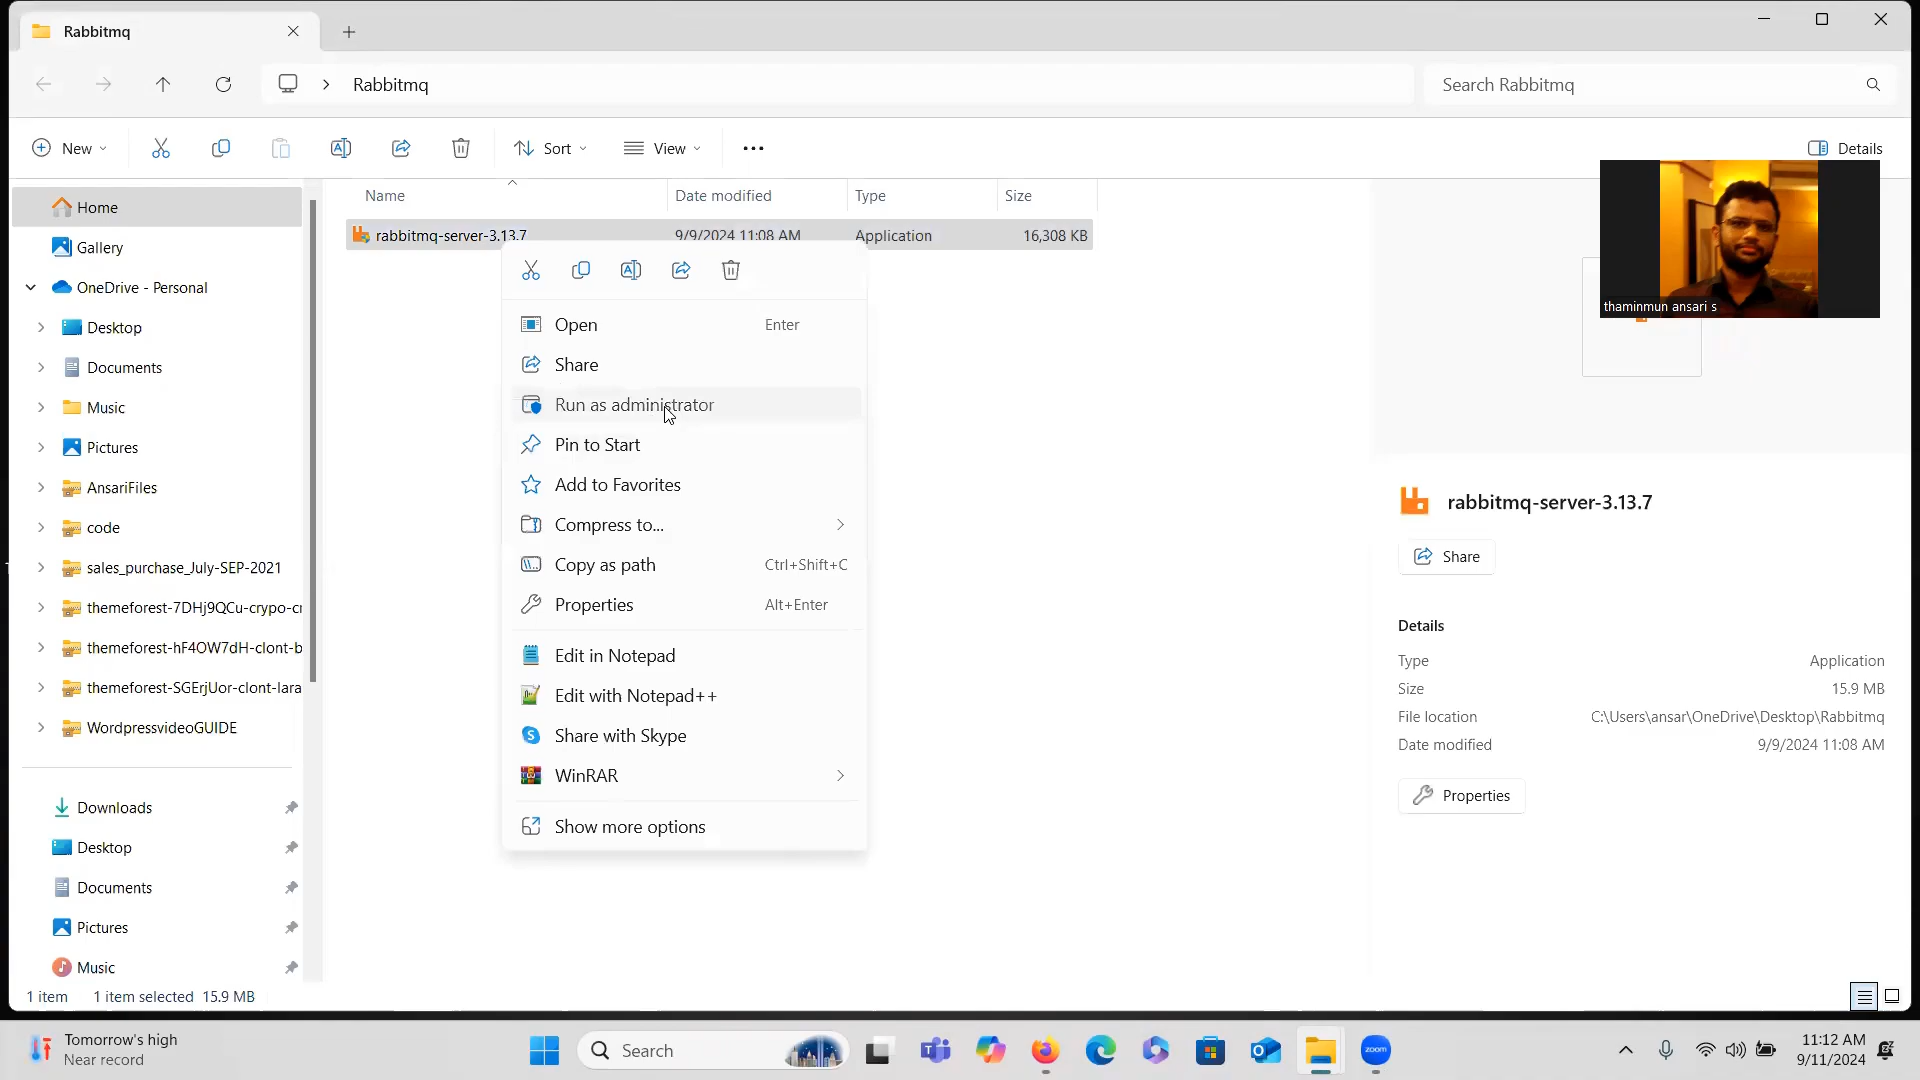 Rabbitmq
Rabbitmq
Search Rabbitmq
New
Sort
View
Details
Name
Date modified
Type
Size
rabbitmq-server-3.13.7
9/9/2024 11:08 AM
Application
16,308 KB
Home
Gallery
OneDrive - Personal
Desktop
Documents
Music
Pictures
AnsariFiles
code
sales_purchase_July-SEP-2021
themeforest-7DHj9QCu-crypo-cr
themeforest-hF4OW7dH-clont-b
themeforest-SGErjUor-clont-lara
WordpressvideoGUIDE
Downloads
Desktop
Documents
Pictures
Music
Open Enter
Share
Run as administrator
Pin to Start
Add to Favorites
Compress to...
Copy as path Ctrl+Shift+C
Properties Alt+Enter
Edit in Notepad
Edit with Notepad++
Share with Skype
WinRAR
Show more options
thaminmun ansari s
rabbitmq-server-3.13.7
Share
Details
Type Application
Size 15.9 MB
File location C:\Users\ansar\OneDrive\Desktop\Rabbitmq
Date modified 9/9/2024 11:08 AM
Properties
1 item 1 item selected 15.9 MB
Tomorrow's high
Near record
Search
zoom
11:12 AM
9/11/2024